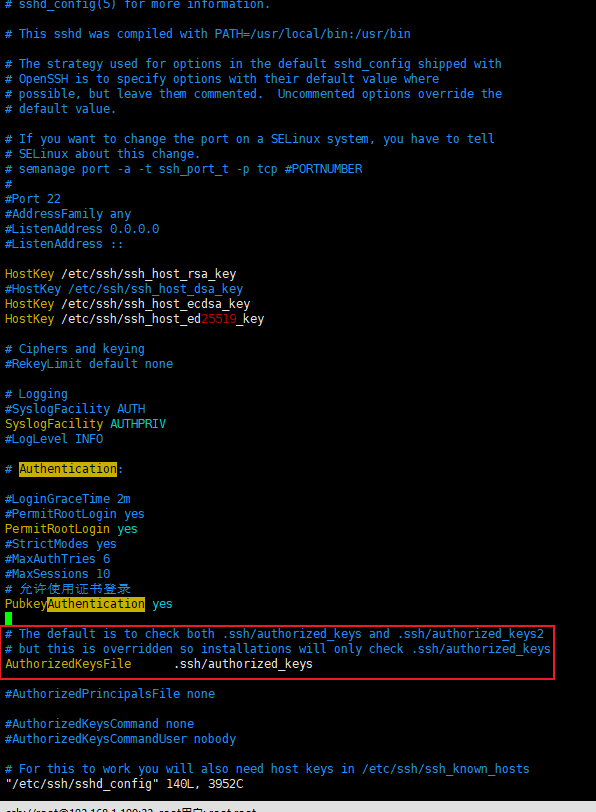 # sshd_config(5) for more information.
# This sshd was compiled with PATH=/usr/local/bin:/usr/bin
# The strategy used for options in the default sshd_config shipped with
# OpenSSH is to specify options with their default value where
# possible, but leave them commented.  Uncommented options override the
# default value.
# If you want to change the port on a SELinux system, you have to tell
# SELinux about this change.
# semanage port -a -t ssh_port_t -p tcp #PORTNUMBER
#
#Port 22
#AddressFamily any
#ListenAddress 0.0.0.0
#ListenAddress ::
HostKey /etc/ssh/ssh_host_rsa_key
#HostKey /etc/ssh/ssh_host_dsa_key
HostKey /etc/ssh/ssh_host_ecdsa_key
HostKey /etc/ssh/ssh_host_ed25519_key
# Ciphers and keying
#RekeyLimit default none
# Logging
#SyslogFacility AUTH
SyslogFacility AUTHPRIV
#LogLevel INFO
# Authentication:
#LoginGraceTime 2m
#PermitRootLogin yes
PermitRootLogin yes
#StrictModes yes
#MaxAuthTries 6
#MaxSessions 10
# 允许使用证书登录
PubkeyAuthentication yes
# The default is to check both .ssh/authorized_keys and .ssh/authorized_keys2
# but this is overridden so installations will only check .ssh/authorized_keys
AuthorizedKeysFile      .ssh/authorized_keys
#AuthorizedPrincipalsFile none
#AuthorizedKeysCommand none
#AuthorizedKeysCommandUser nobody
# For this to work you will also need host keys in /etc/ssh/ssh_known_hosts
"/etc/ssh/sshd_config" 140L, 3952C